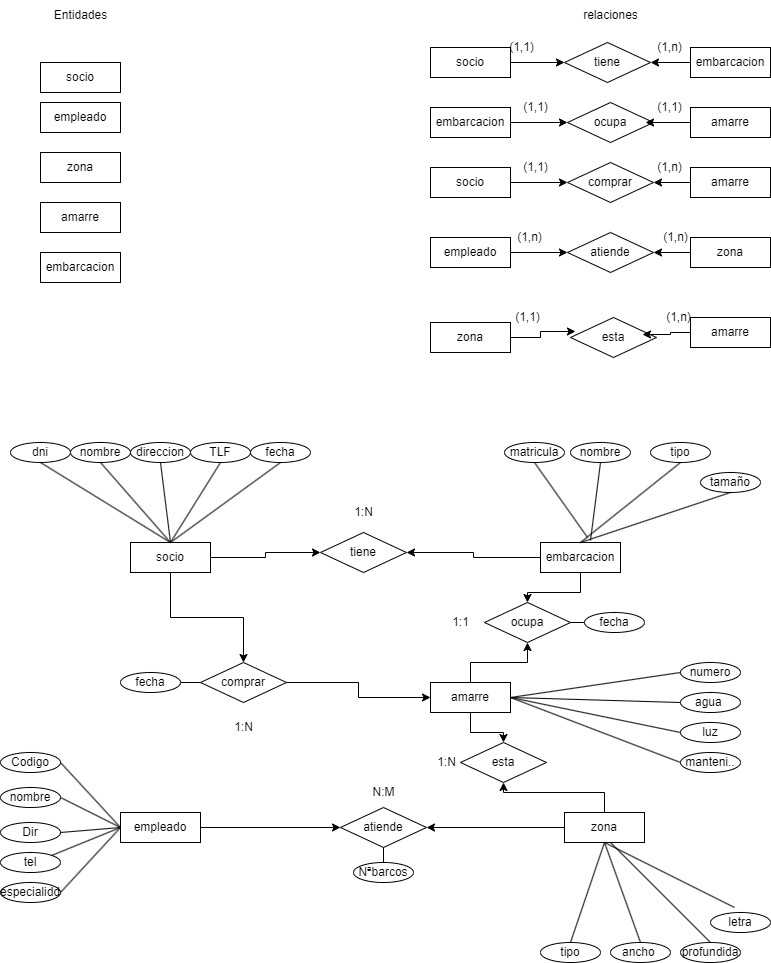 Entidades
relaciones
socio
(1,1)
tiene
(1,n)
embarcacion
empleado
embarcacion
(1,1)
ocupa
(1,1)
amarre
zona
socio
(1,1)
comprar
(1,n)
amarre
amarre
empleado
(1,n)
atiende
(1,n)
zona
embarcacion
zona
(1,1)
esta
(1,n)
amarre
dni
nombre
direccion
TLF
fecha
matricula
nombre
tipo
tamaño
1:N
socio
tiene
embarcacion
1:1
ocupa
fecha
fecha
comprar
amarre
numero
agua
luz
manteni..
1:N
1:N
esta
Codigo
nombre
Dir
tel
especialidd
empleado
N:M
atiende
Nªbarcos
zona
letra
tipo
ancho
profundida